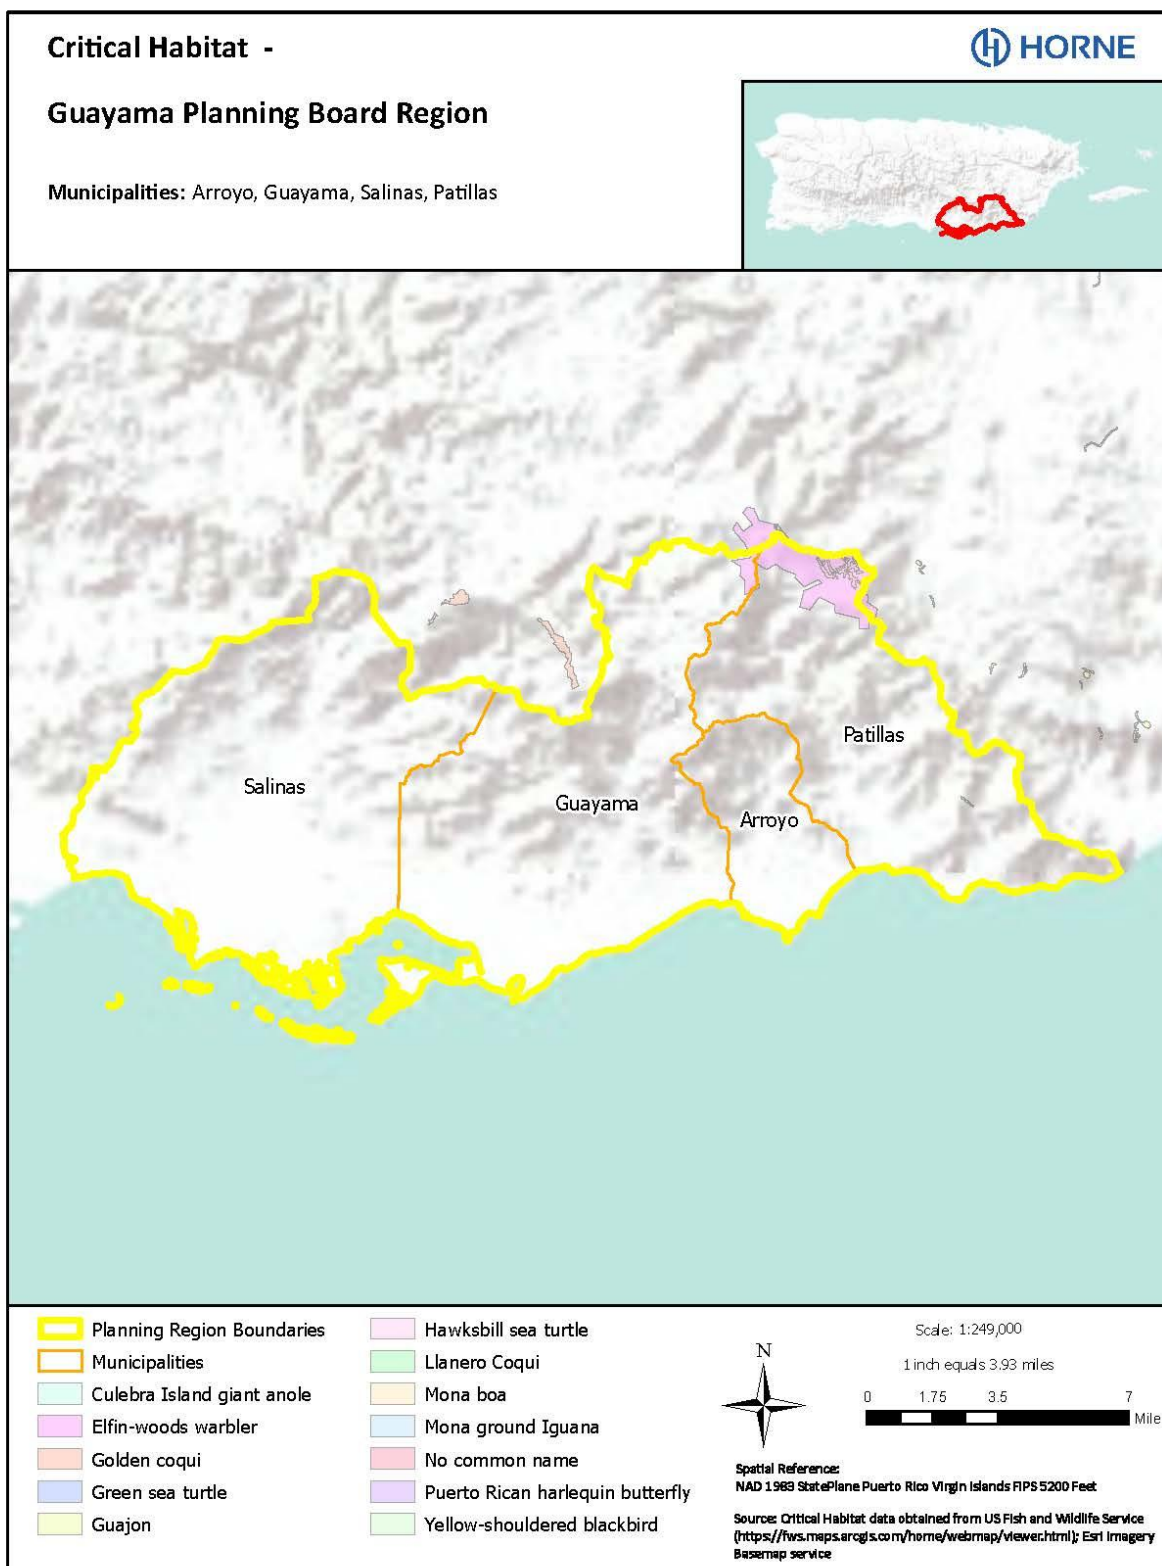 Critical Habitat -
HORNE
Guayama Planning Board Region
Municipalities: Arroyo, Guayama, Salinas, Patillas
Patillas
Salinas
Guayama
Arroyo
Planning Region Boundaries
Municipalities
Culebra Island giant anole
Elfin-woods warbler
Golden coqui
Green sea turtle
Guajon
Hawksbill sea turtle
Llanero Coqui
Mona boa
Mona ground Iguana
No common name
Puerto Rican harlequin butterfly
Yellow-shouldered blackbird
N
Scale: 1:249,000
1 inch equals 3.93 miles
0 1.75 3.5 7
Mile
Spatial Reference:
NAD 1983 StatePlane Puerto Rico Virgin Islands FIPS 5200 Feet
Source: Critical Habitat data obtained from US Fish and Wildlife Service
(https://fws.maps.arcgis.com/home/webmap/viewer.html); Esri Imagery
Basemap service